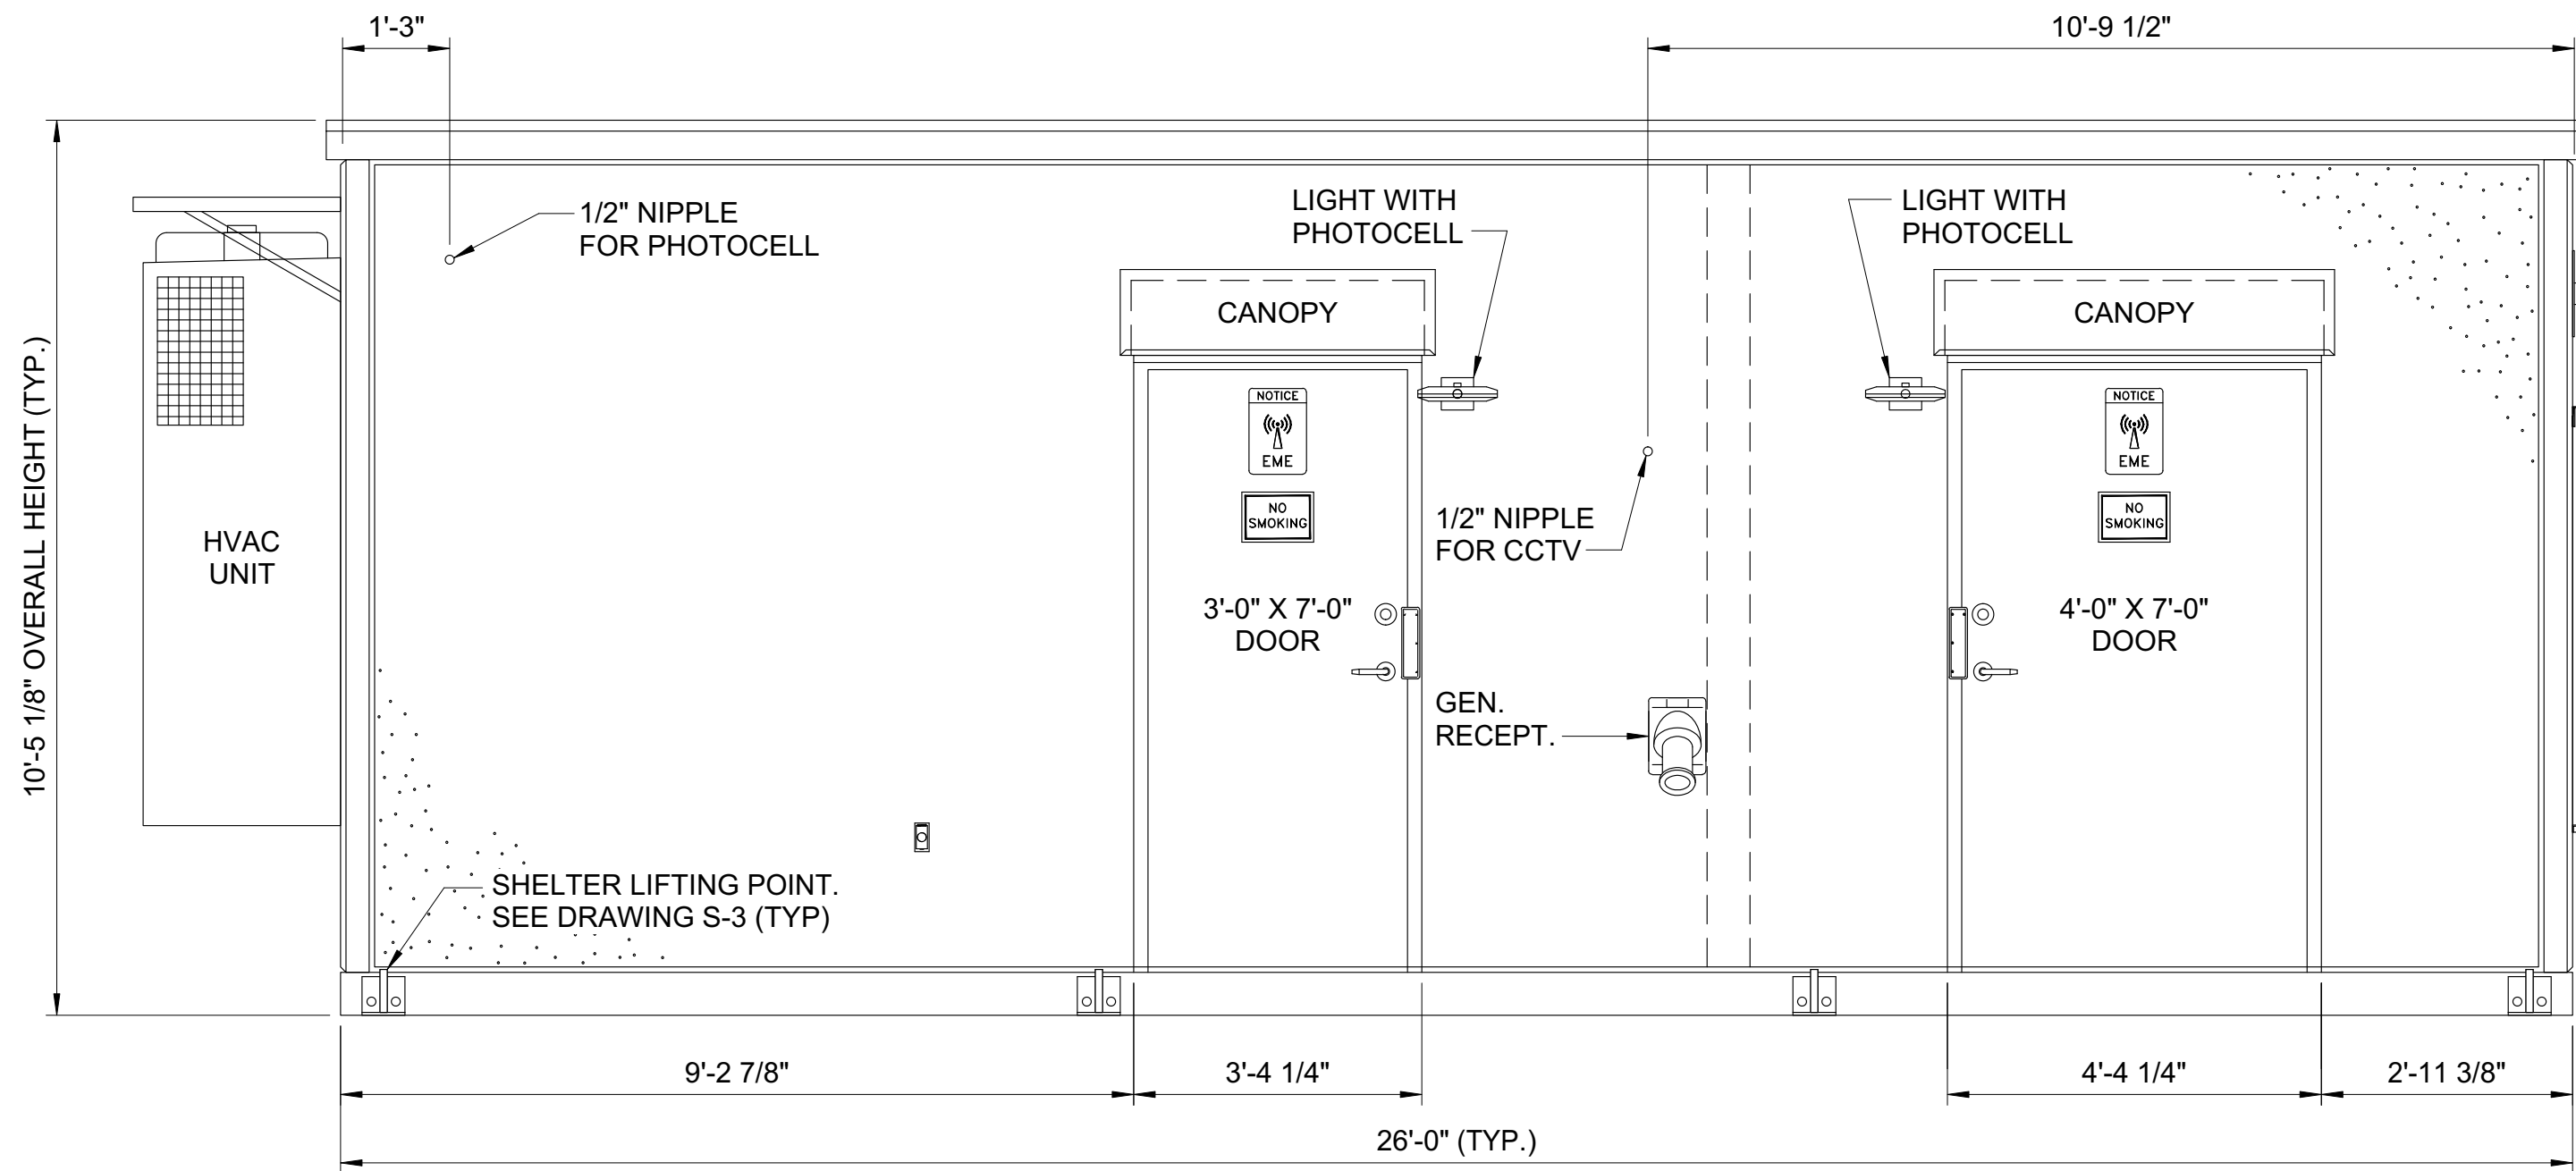 1'-3"
10'-9 1/2"
1/2" NIPPLE
FOR PHOTOCELL
LIGHT WITH
PHOTOCELL
LIGHT WITH
PHOTOCELL
CANOPY
CANOPY
10'-5 1/8" OVERALL HEIGHT (TYP.)
HVAC
UNIT
NOTICE
EME
NO
SMOKING
3'-0" X 7'-0"
DOOR
1/2" NIPPLE
FOR CCTV
GEN.
RECEPT.
NOTICE
EME
NO
SMOKING
4'-0" X 7'-0"
DOOR
SHELTER LIFTING POINT.
SEE DRAWING S-3 (TYP)
9'-2 7/8"
3'-4 1/4"
4'-4 1/4"
2'-11 3/8"
26'-0" (TYP.)